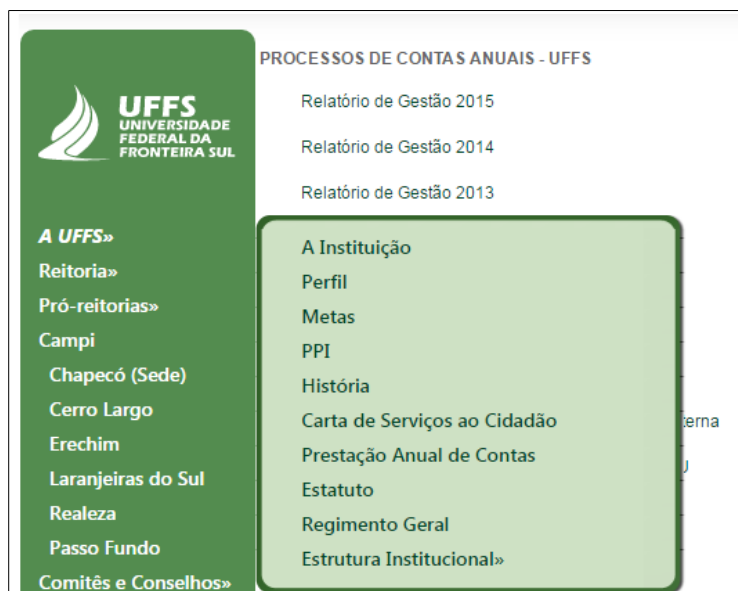 PROCESSOS DE CONTAS ANUAIS - UFFS
Relatório de Gestão 2015
Relatório de Gestão 2014
Relatório de Gestão 2013
UFFS
UNIVERSIDADE
FEDERAL DA
FRONTEIRA SUL
A UFFS»
Reitoria»
Pró-reitorias»
Campi
Chapecó (Sede)
Cerro Largo
Erechim
Laranjeiras do Sul
Realeza
Passo Fundo
Comitês e Conselhos»
A Instituição
Perfil
Metas
PPI
História
Carta de Serviços ao Cidadão
Prestação Anual de Contas
Estatuto
Regimento Geral
Estrutura Institucional»
terna